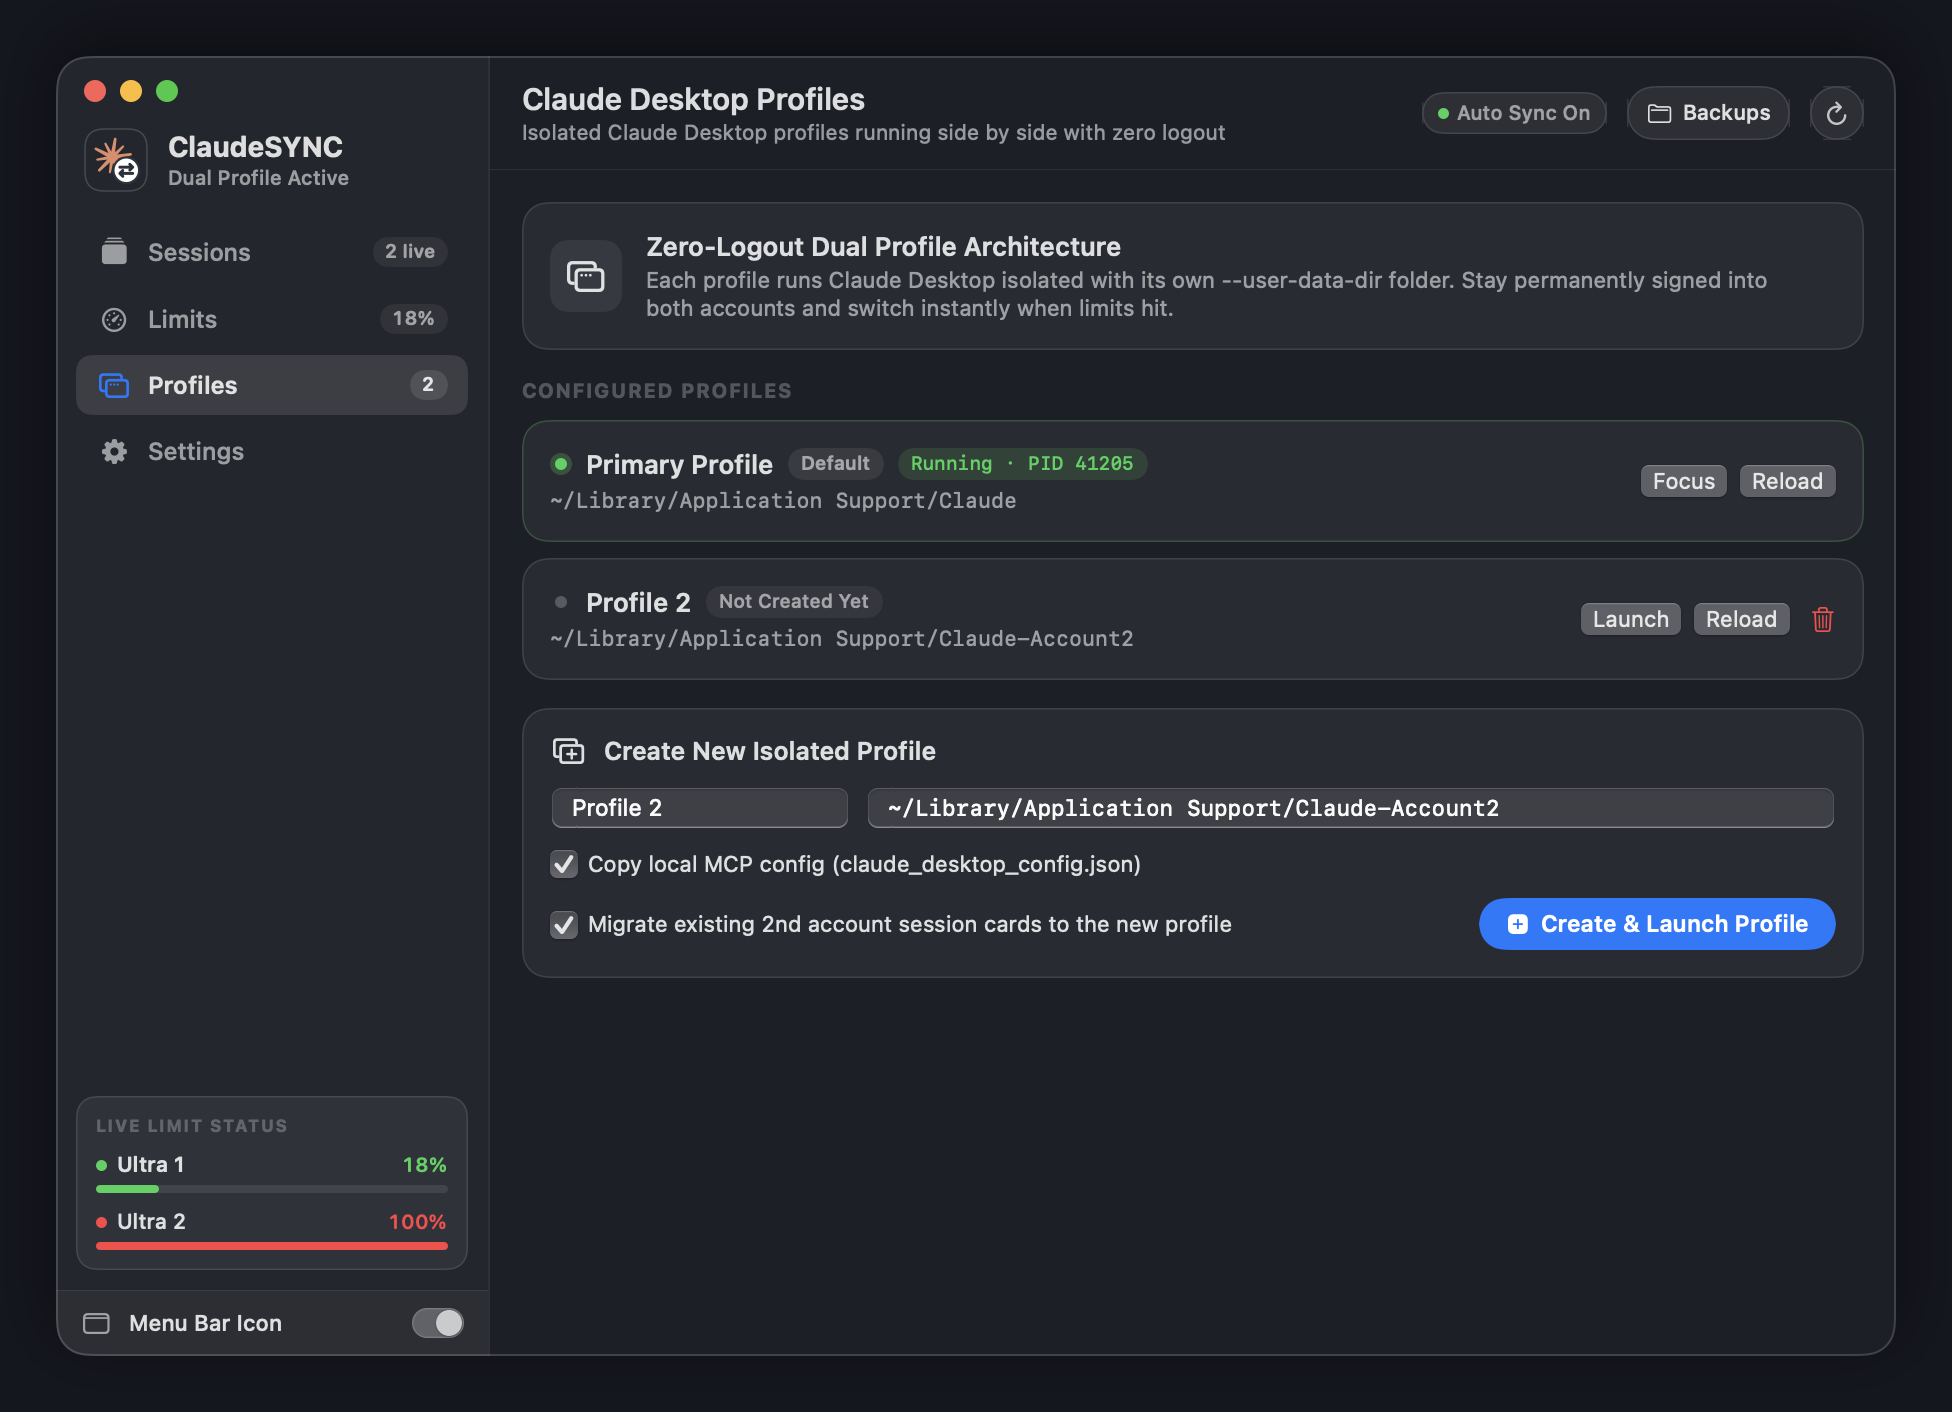 ClaudeSYNC
Dual Profile Active
Sessions 2 live
Limits 18%
Profiles 2
Settings
LIVE LIMIT STATUS
Ultra 1 18%
Ultra 2 100%
Menu Bar Icon
Claude Desktop Profiles
Isolated Claude Desktop profiles running side by side with zero logout
Auto Sync On
Backups
Zero-Logout Dual Profile Architecture
Each profile runs Claude Desktop isolated with its own --user-data-dir folder. Stay permanently signed into
both accounts and switch instantly when limits hit.
CONFIGURED PROFILES
Primary Profile Default Running · PID 41205
~/Library/Application Support/Claude
Focus Reload
Profile 2 Not Created Yet
~/Library/Application Support/Claude-Account2
Launch Reload
Create New Isolated Profile
Profile 2 ~/Library/Application Support/Claude-Account2
Copy local MCP config (claude_desktop_config.json)
Migrate existing 2nd account session cards to the new profile
Create & Launch Profile